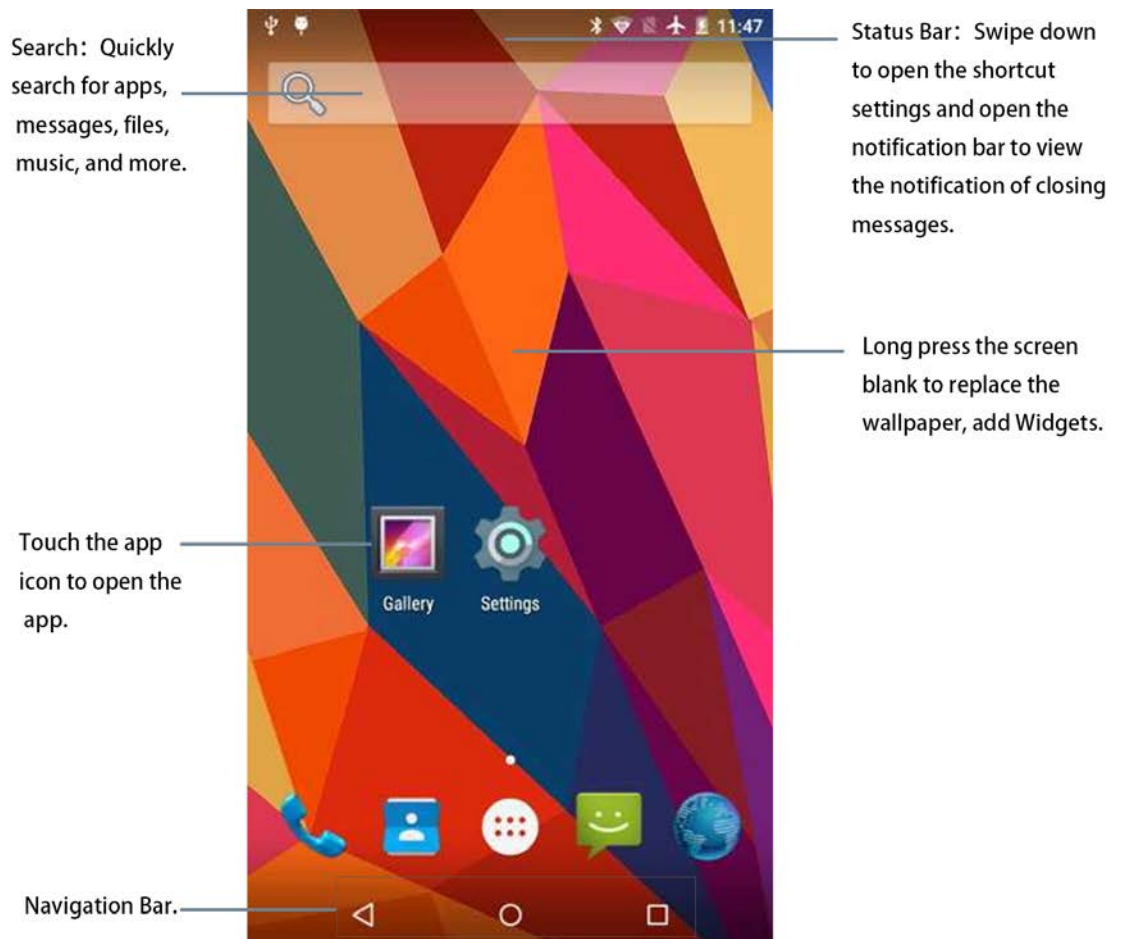 11:47
Search：Quickly
search for apps,
messages, files,
music, and more.
Status Bar：Swipe down
to open the shortcut
settings and open the
notification bar to view
the notification of closing
messages.
Long press the screen
blank to replace the
wallpaper, add Widgets.
Touch the app
icon to open the
app.
Gallery
Settings
Navigation Bar.